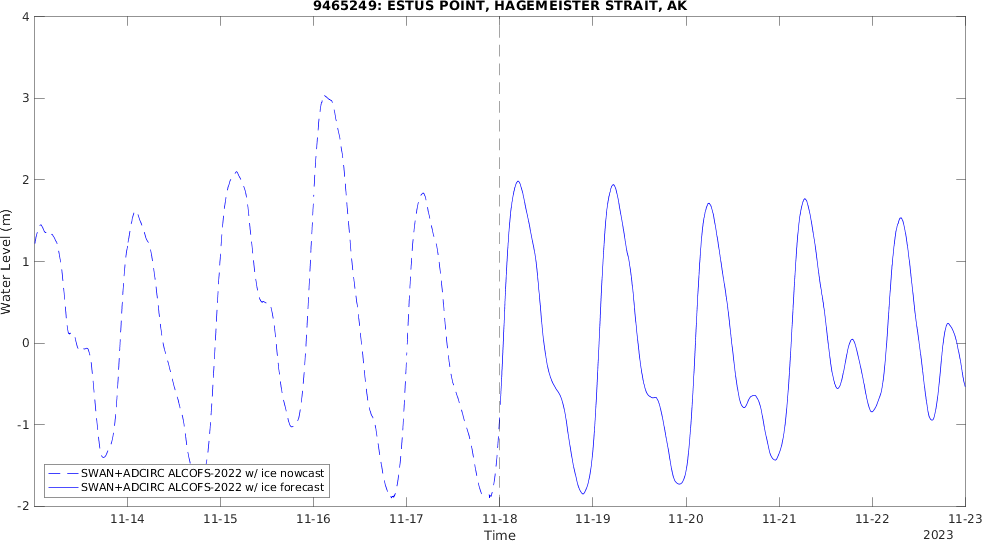 9465249: ESTUS POINT, HAGEMEISTER STRAIT, AK
4
3
2
1
0
-1
-2
Water Level (m)
SWAN+ADCIRC ALCOFS-2022 w/ ice nowcast
SWAN+ADCIRC ALCOFS-2022 w/ ice forecast
11-14 11-15 11-16 11-17 11-18 11-19 11-20 11-21 11-22 11-23
Time
2023